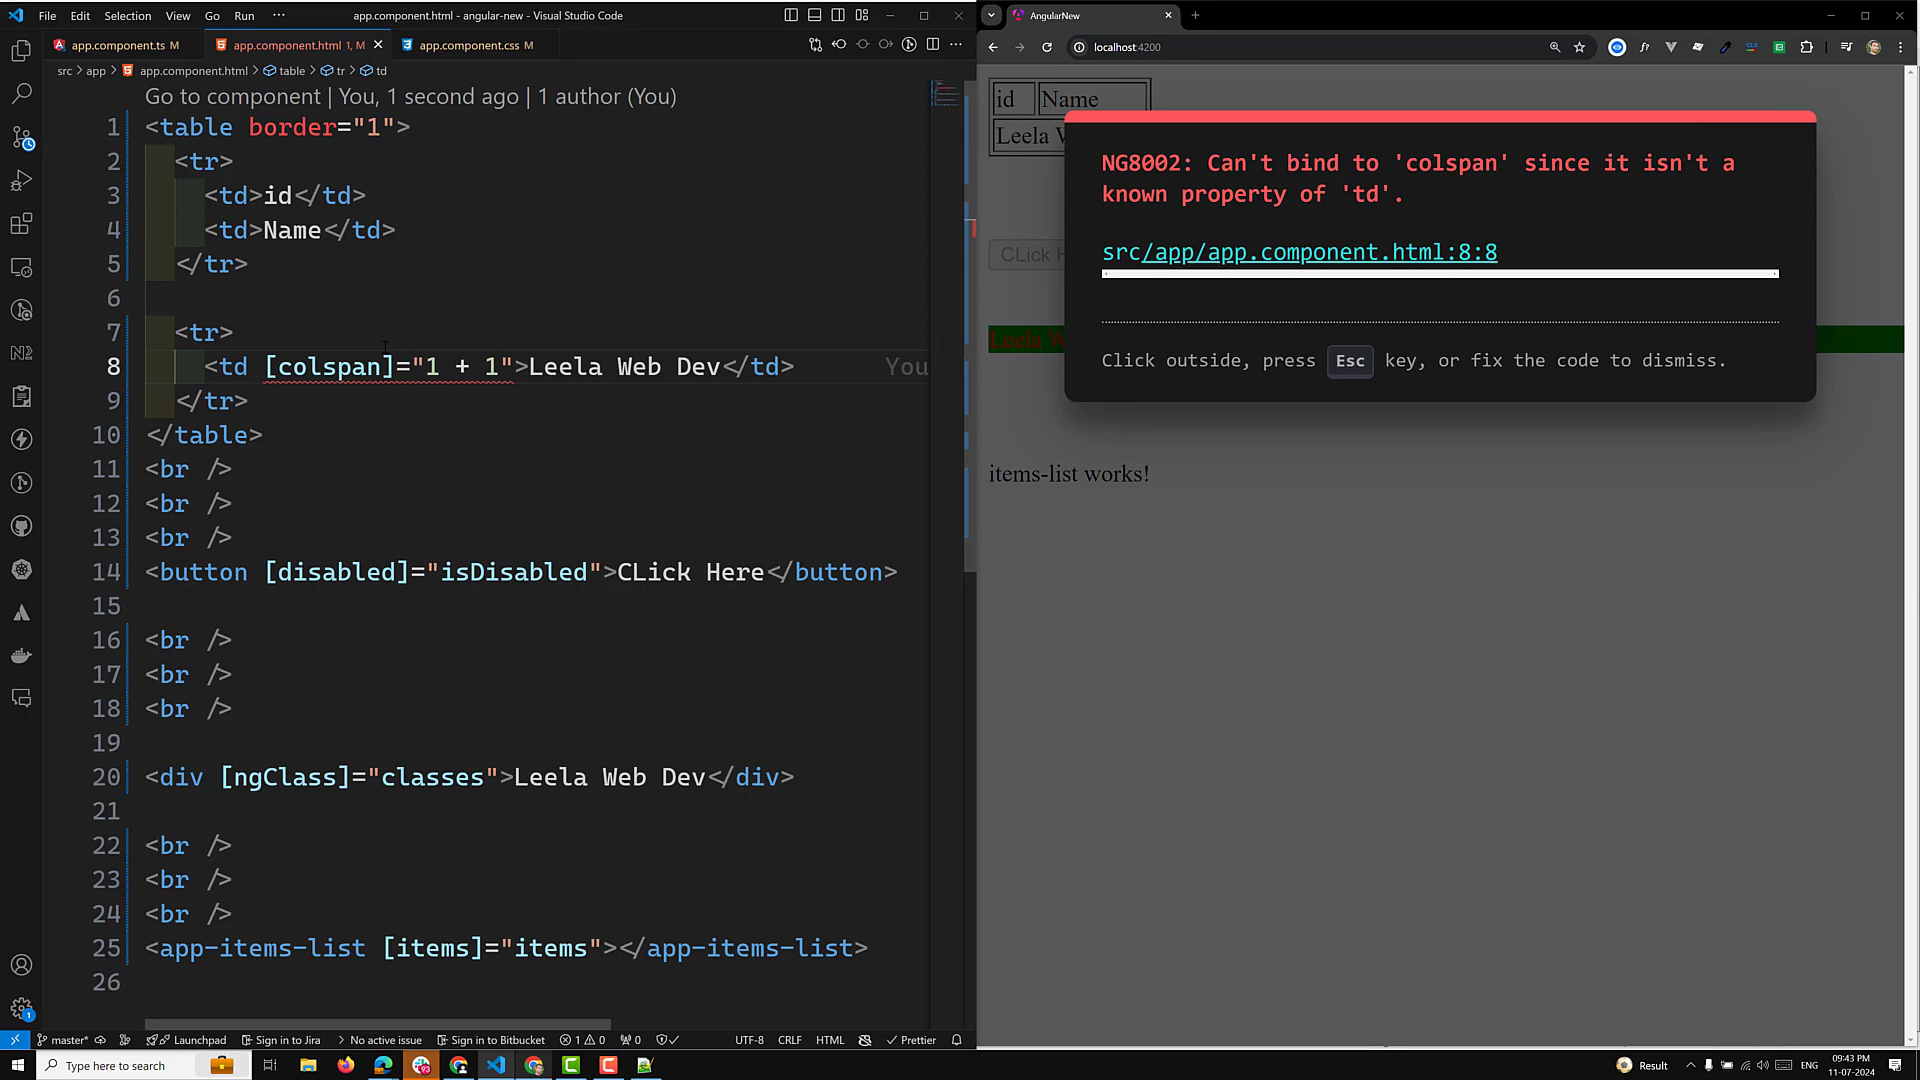 File Edit Selection View Go Run ··· app.component.html - angular-new - Visual Studio Code
app.component.ts M app.component.html 1, M app.component.css M
src > app > app.component.html > table > tr > td
Go to component | You, 1 second ago | 1 author (You)
1 <table border="1">
2 <tr>
3 <td>id</td>
4 <td>Name</td>
5 </tr>
6
7 <tr>
8 <td [colspan]="1 + 1">Leela Web Dev</td> You
9 </tr>
10 </table>
11 <br />
12 <br />
13 <br />
14 <button [disabled]="isDisabled">CLick Here</button>
15
16 <br />
17 <br />
18 <br />
19
20 <div [ngClass]="classes">Leela Web Dev</div>
21
22 <br />
23 <br />
24 <br />
25 <app-items-list [items]="items"></app-items-list>
26
master* Launchpad Sign in to Jira No active issue Sign in to Bitbucket 1 0 0 UTF-8 CRLF HTML Prettier
AngularNew
localhost:4200
id Name
Leela W
NG8002: Can't bind to 'colspan' since it isn't a
known property of 'td'.
src/app/app.component.html:8:8
CLick H
Leela W
Click outside, press Esc key, or fix the code to dismiss.
items-list works!
Type here to search
Result ENG 09:43 PM
11-07-2024